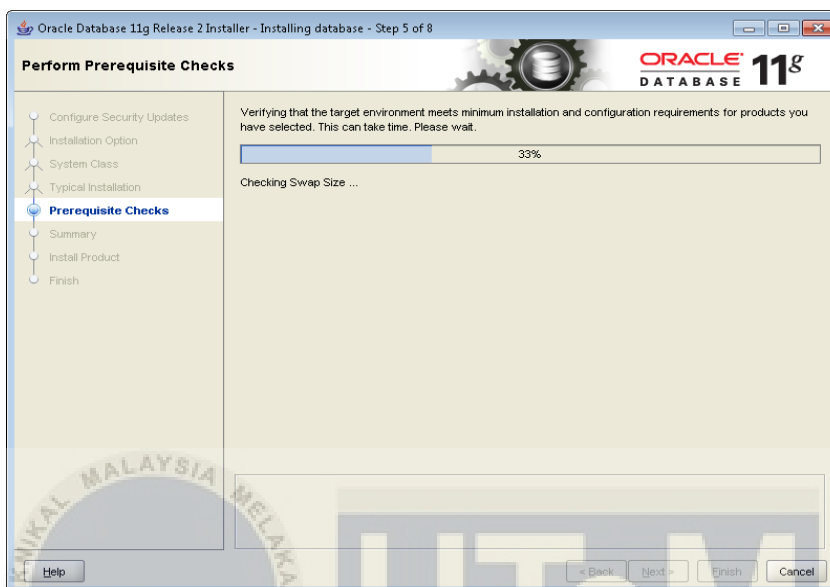 Oracle Database 11g Release 2 Installer - Installing database - Step 5 of 8
Perform Prerequisite Checks
ORACLE
DATABASE
11g
Configure Security Updates
Installation Option
System Class
Typical Installation
Prerequisite Checks
Summary
Install Product
Finish
Verifying that the target environment meets minimum installation and configuration requirements for products you
have selected. This can take time. Please wait.
33%
Checking Swap Size ...
NIKAL MALAYSIA MELAKA
UTeM
Help
< Back
Next >
Finish
Cancel